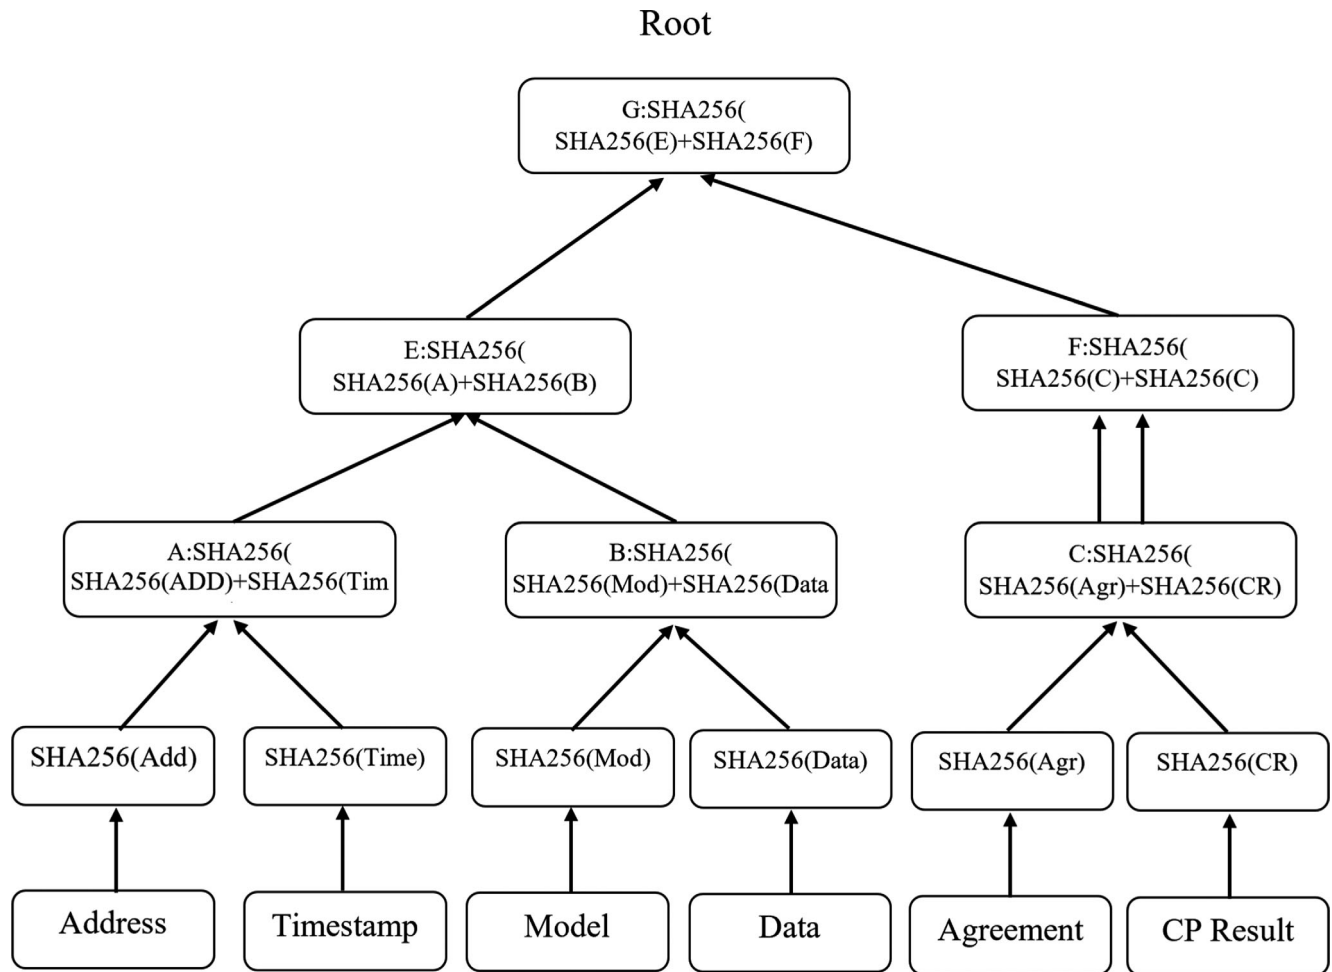 Root
G:SHA256(
SHA256(E)+SHA256(F)
E:SHA256(
SHA256(A)+SHA256(B)
F:SHA256(
SHA256(C)+SHA256(C)
A:SHA256(
SHA256(ADD)+SHA256(Tim
B:SHA256(
SHA256(Mod)+SHA256(Data
C:SHA256(
SHA256(Agr)+SHA256(CR)
SHA256(Add)
SHA256(Time)
SHA256(Mod)
SHA256(Data)
SHA256(Agr)
SHA256(CR)
Address
Timestamp
Model
Data
Agreement
CP Result